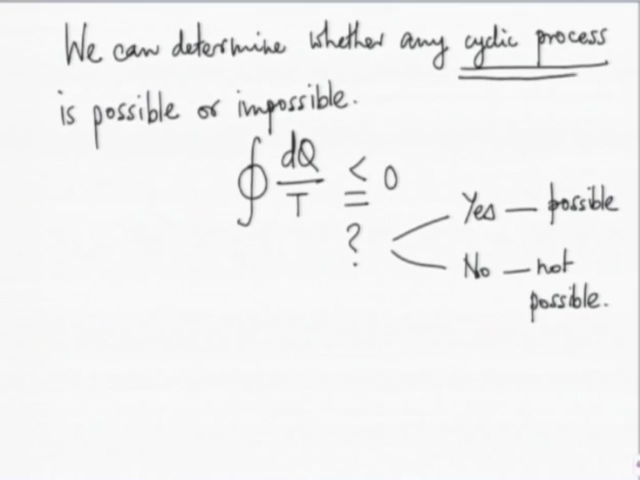 We can determine whether any cyclic process
is possible or impossible.
∮ dQ/T ≤ 0
?
Yes — possible
No — not
possible.